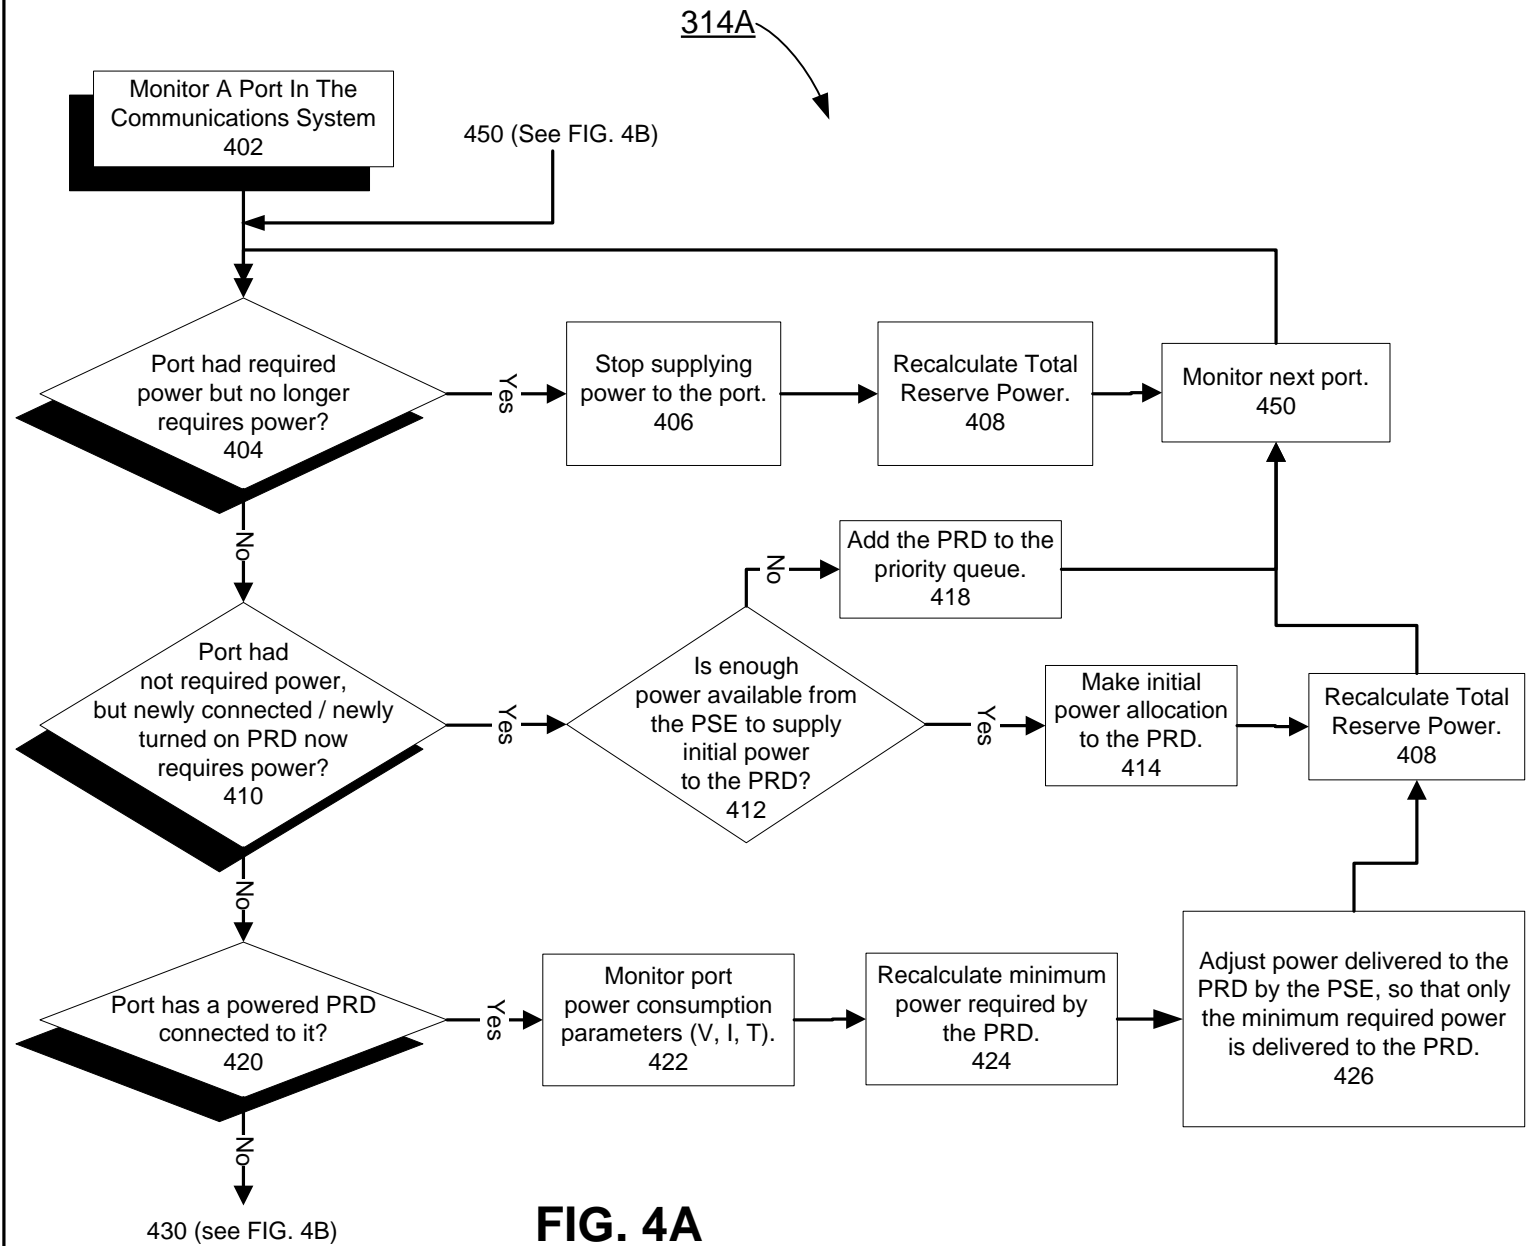 314A
Monitor A Port In The
Communications System
402
450 (See FIG. 4B)
Port had required
power but no longer
requires power?
404
Yes
Stop supplying
power to the port.
406
Recalculate Total
Reserve Power.
408
Monitor next port.
450
No
Port had
not required power,
but newly connected / newly
turned on PRD now
requires power?
410
Yes
Is enough
power available from
the PSE to supply
initial power
to the PRD?
412
No
Add the PRD to the
priority queue.
418
Yes
Make initial
power allocation
to the PRD.
414
Recalculate Total
Reserve Power.
408
No
Port has a powered PRD
connected to it?
420
Yes
Monitor port
power consumption
parameters (V, I, T).
422
Recalculate minimum
power required by
the PRD.
424
Adjust power delivered to the
PRD by the PSE, so that only
the minimum required power
is delivered to the PRD.
426
No
430 (see FIG. 4B)
FIG. 4A